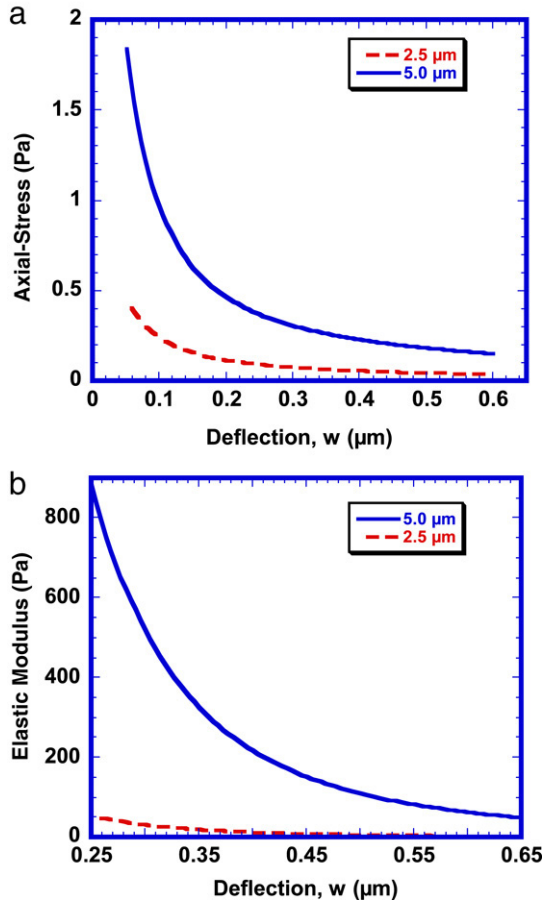 a
2
1.5
1
0.5
0
Axial-Stress (Pa)
2.5 µm
5.0 µm
0 0.1 0.2 0.3 0.4 0.5 0.6
Deflection, w (µm)
b
800
600
400
200
0
Elastic Modulus (Pa)
5.0 µm
2.5 µm
0.25 0.35 0.45 0.55 0.65
Deflection, w (µm)